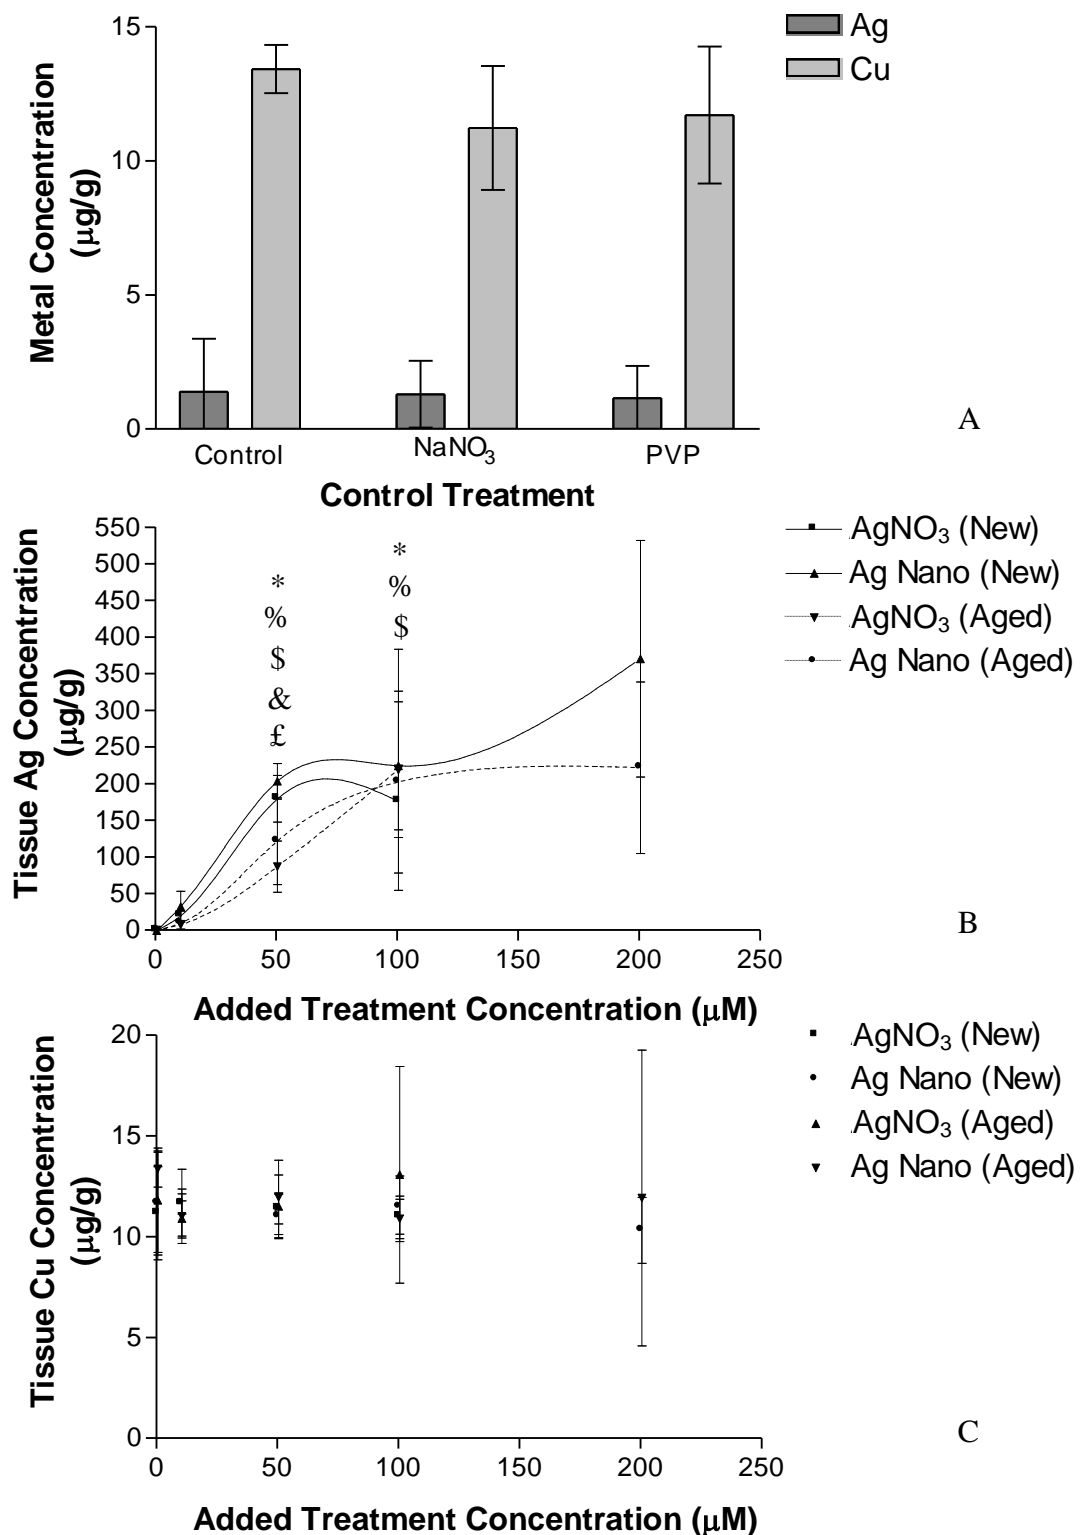 15
10
5
0
Metal Concentration
(μg/g)
Control
NaNO3
PVP
Control Treatment
Ag
Cu
A
550
500
450
400
350
300
250
200
150
100
50
0
Tissue Ag Concentration
(μg/g)
*
%
$
&
£
*
%
$
0 50 100 150 200 250
Added Treatment Concentration (μM)
AgNO3 (New)
Ag Nano (New)
AgNO3 (Aged)
Ag Nano (Aged)
B
20
15
10
5
0
Tissue Cu Concentration
(μg/g)
0 50 100 150 200 250
Added Treatment Concentration (μM)
AgNO3 (New)
Ag Nano (New)
AgNO3 (Aged)
Ag Nano (Aged)
C